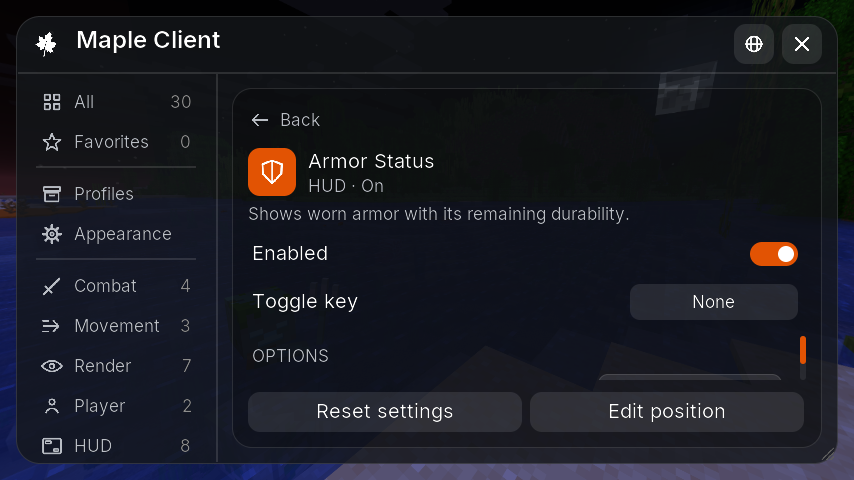 Maple Client
All 30
Favorites 0
Profiles
Appearance
Combat 4
Movement 3
Render 7
Player 2
HUD 8
Back
Armor Status
HUD · On
Shows worn armor with its remaining durability.
Enabled
Toggle key None
OPTIONS
Reset settings Edit position